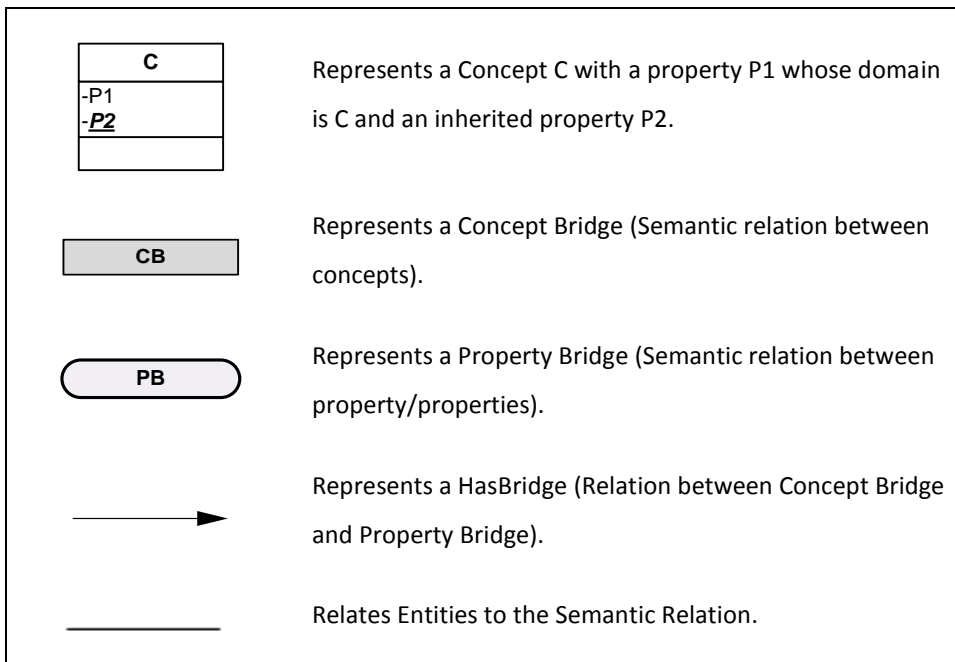 C
-P1
-P2
Represents a Concept C with a property P1 whose domain
is C and an inherited property P2.
CB
Represents a Concept Bridge (Semantic relation between
concepts).
PB
Represents a Property Bridge (Semantic relation between
property/properties).
Represents a HasBridge (Relation between Concept Bridge
and Property Bridge).
Relates Entities to the Semantic Relation.